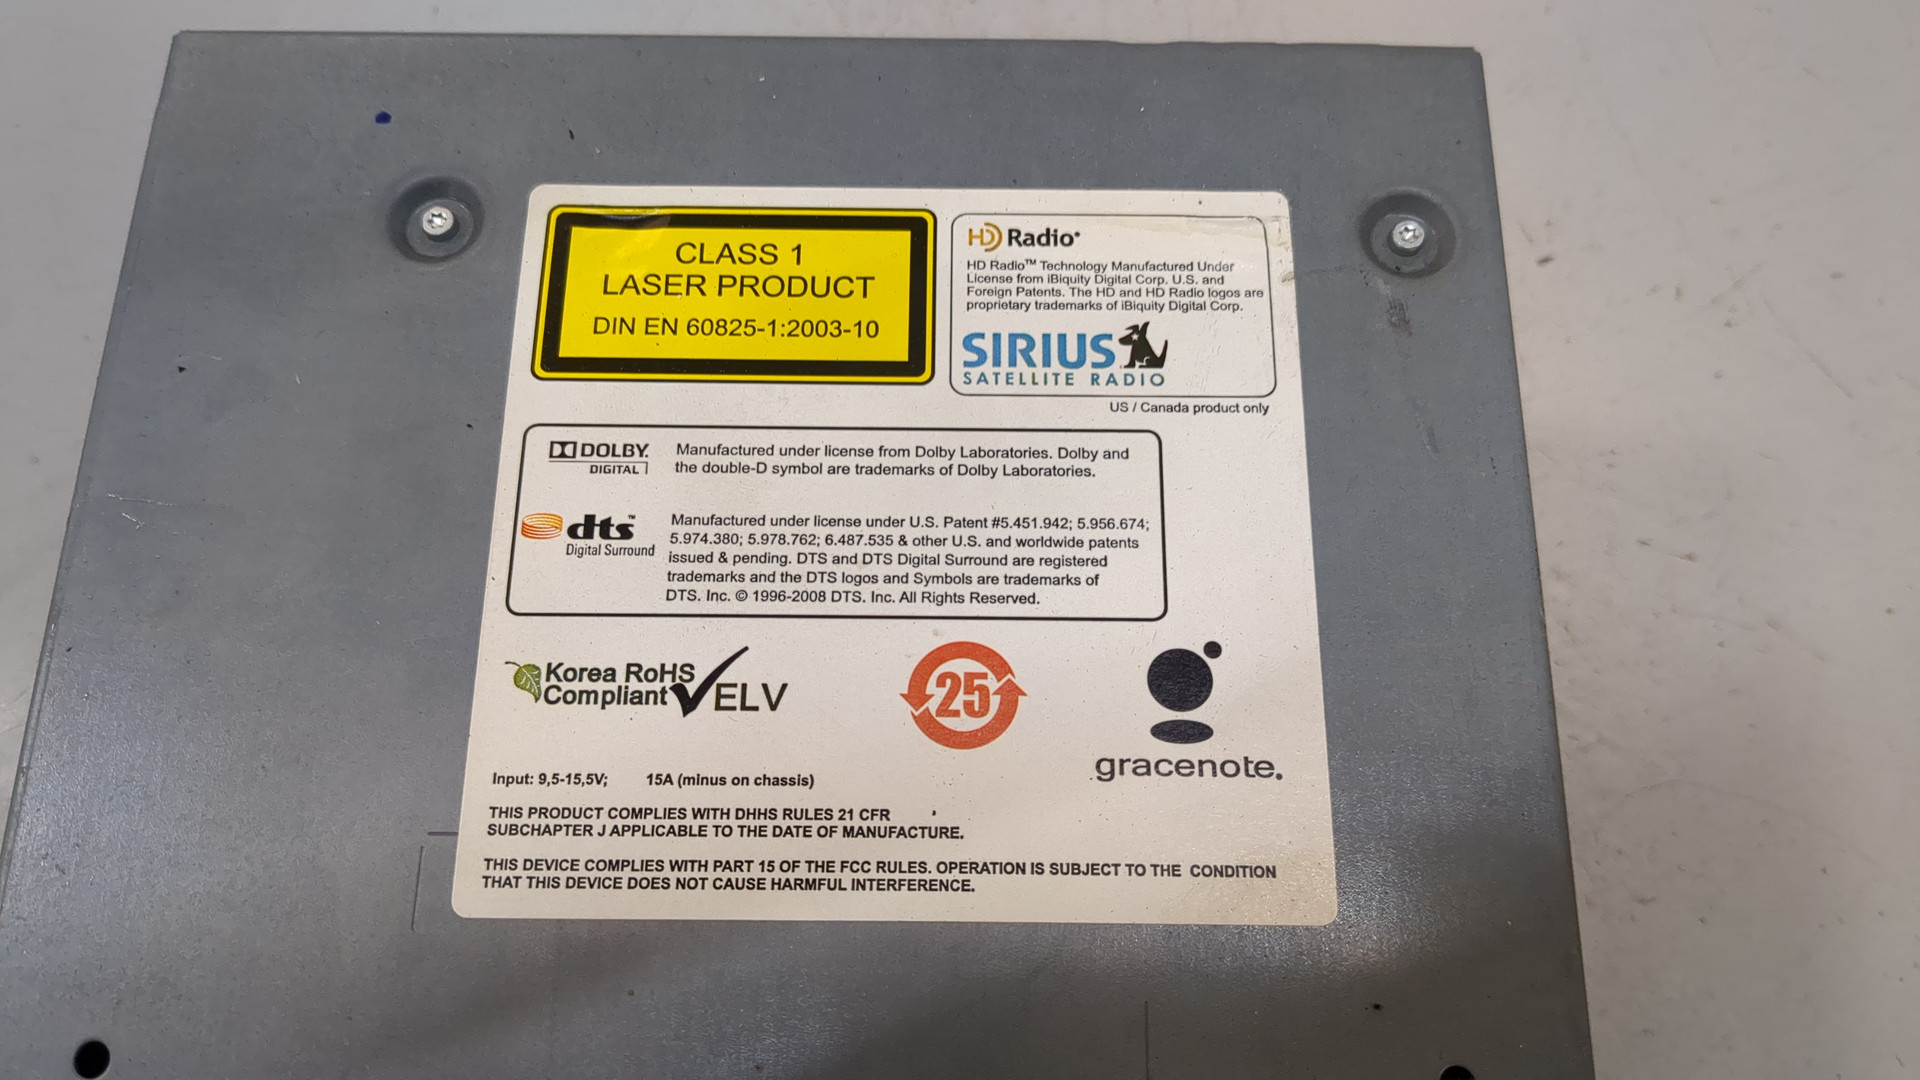 CLASS 1
LASER PRODUCT
DIN EN 60825-1:2003-10
HD Radio
HD Radio™ Technology Manufactured Under
License from iBiquity Digital Corp. U.S. and
Foreign Patents. The HD and HD Radio logos are
proprietary trademarks of iBiquity Digital Corp.
SIRIUS
SATELLITE RADIO
US / Canada product only
DOLBY.
DIGITAL
Manufactured under license from Dolby Laboratories. Dolby and
the double-D symbol are trademarks of Dolby Laboratories.
dts™
Digital Surround
Manufactured under license under U.S. Patent #5.451.942; 5.956.674;
5.974.380; 5.978.762; 6.487.535 & other U.S. and worldwide patents
issued & pending. DTS and DTS Digital Surround are registered
trademarks and the DTS logos and Symbols are trademarks of
DTS. Inc. © 1996-2008 DTS. Inc. All Rights Reserved.
Korea RoHS
Compliant
ELV
25
gracenote.
Input: 9,5-15,5V; 15A (minus on chassis)
THIS PRODUCT COMPLIES WITH DHHS RULES 21 CFR
SUBCHAPTER J APPLICABLE TO THE DATE OF MANUFACTURE.
THIS DEVICE COMPLIES WITH PART 15 OF THE FCC RULES. OPERATION IS SUBJECT TO THE CONDITION
THAT THIS DEVICE DOES NOT CAUSE HARMFUL INTERFERENCE.